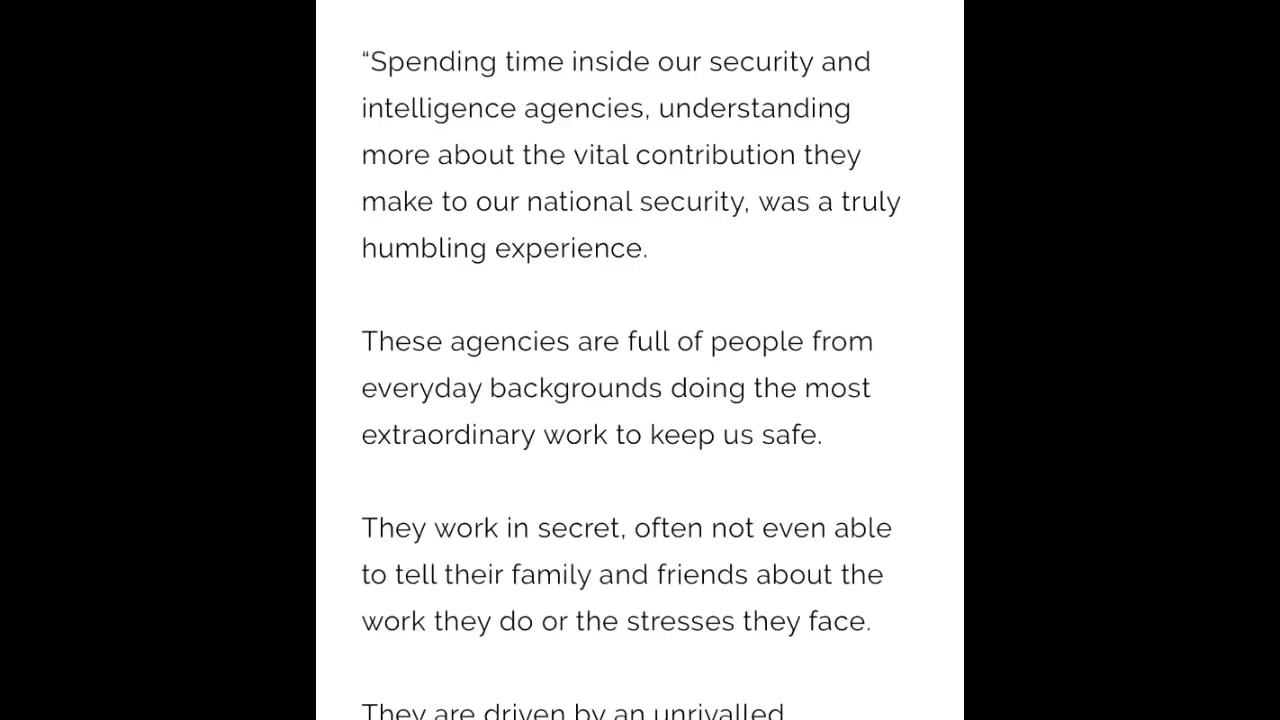 “Spending time inside our security and
intelligence agencies, understanding
more about the vital contribution they
make to our national security, was a truly
humbling experience.
These agencies are full of people from
everyday backgrounds doing the most
extraordinary work to keep us safe.
They work in secret, often not even able
to tell their family and friends about the
work they do or the stresses they face.
They are driven by an unrivalled